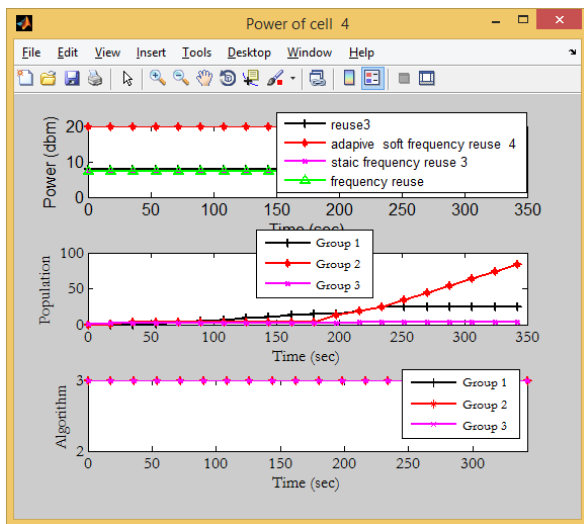 Power of cell 4
File Edit View Insert Tools Desktop Window Help
Power (dbm)
20
10
0
reuse3
adapive soft frequency reuse 4
staic frequency reuse 3
frequency reuse
0 50 100 150 200 250 300 350
Time (sec)
Population
100
50
0
Group 1
Group 2
Group 3
0 50 100 150 200 250 300 350
Time (sec)
Algorithm
3
2
Group 1
Group 2
Group 3
0 50 100 150 200 250 300
Time (sec)